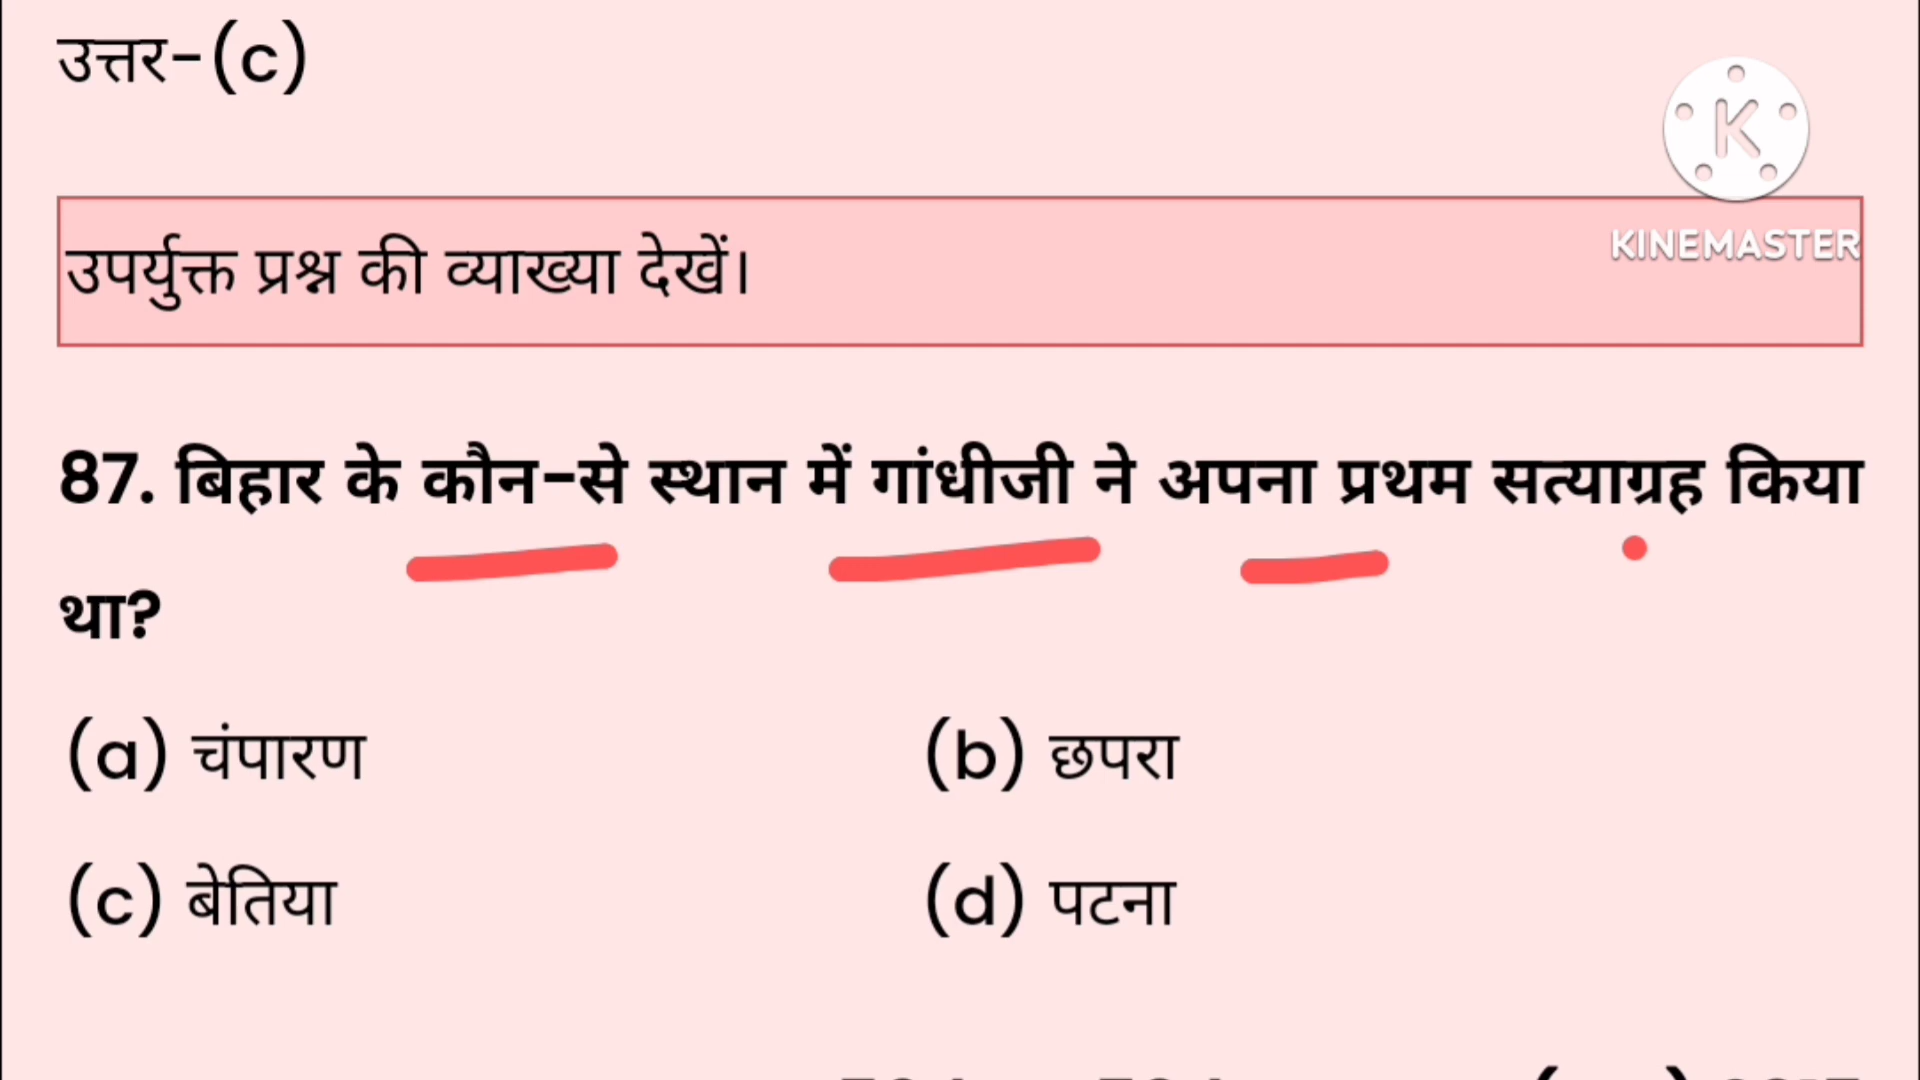 उत्तर-(c)
K
KINEMASTER
उपर्युक्त प्रश्न की व्याख्या देखें।
87. बिहार के कौन-से स्थान में गांधीजी ने अपना प्रथम सत्याग्रह किया
था?
(a) चंपारण (b) छपरा
(c) बेतिया (d) पटना